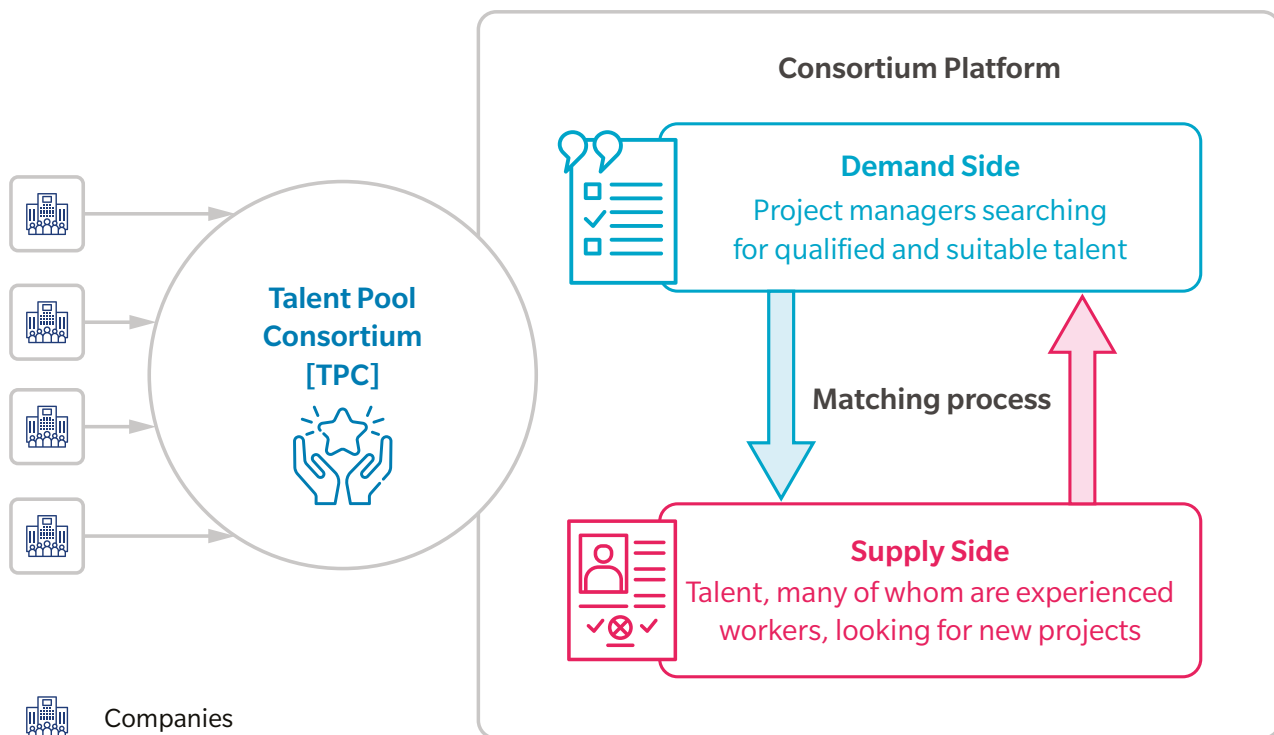 Consortium Platform
Demand Side
Project managers searching
for qualified and suitable talent
Talent Pool
Consortium
[TPC]
Matching process
Supply Side
Talent, many of whom are experienced
workers, looking for new projects
Companies